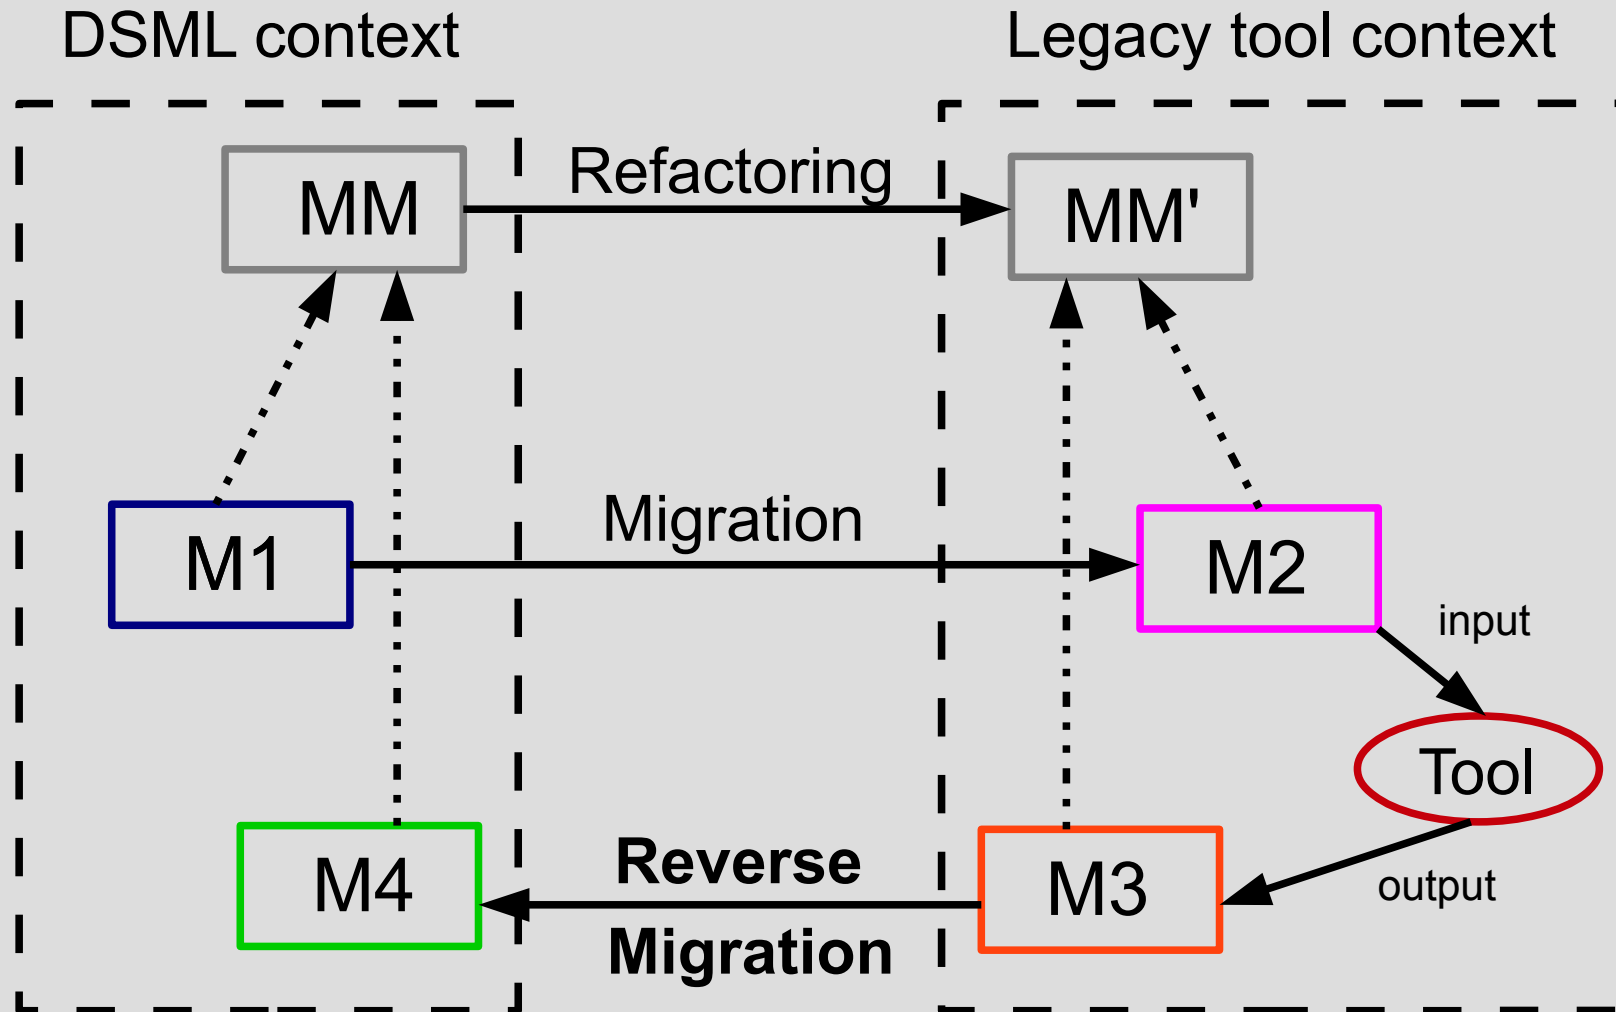 DSML context
Legacy tool context
MM
Refactoring
MM'
M1
Migration
M2
input
Tool
M4
Reverse
Migration
M3
output